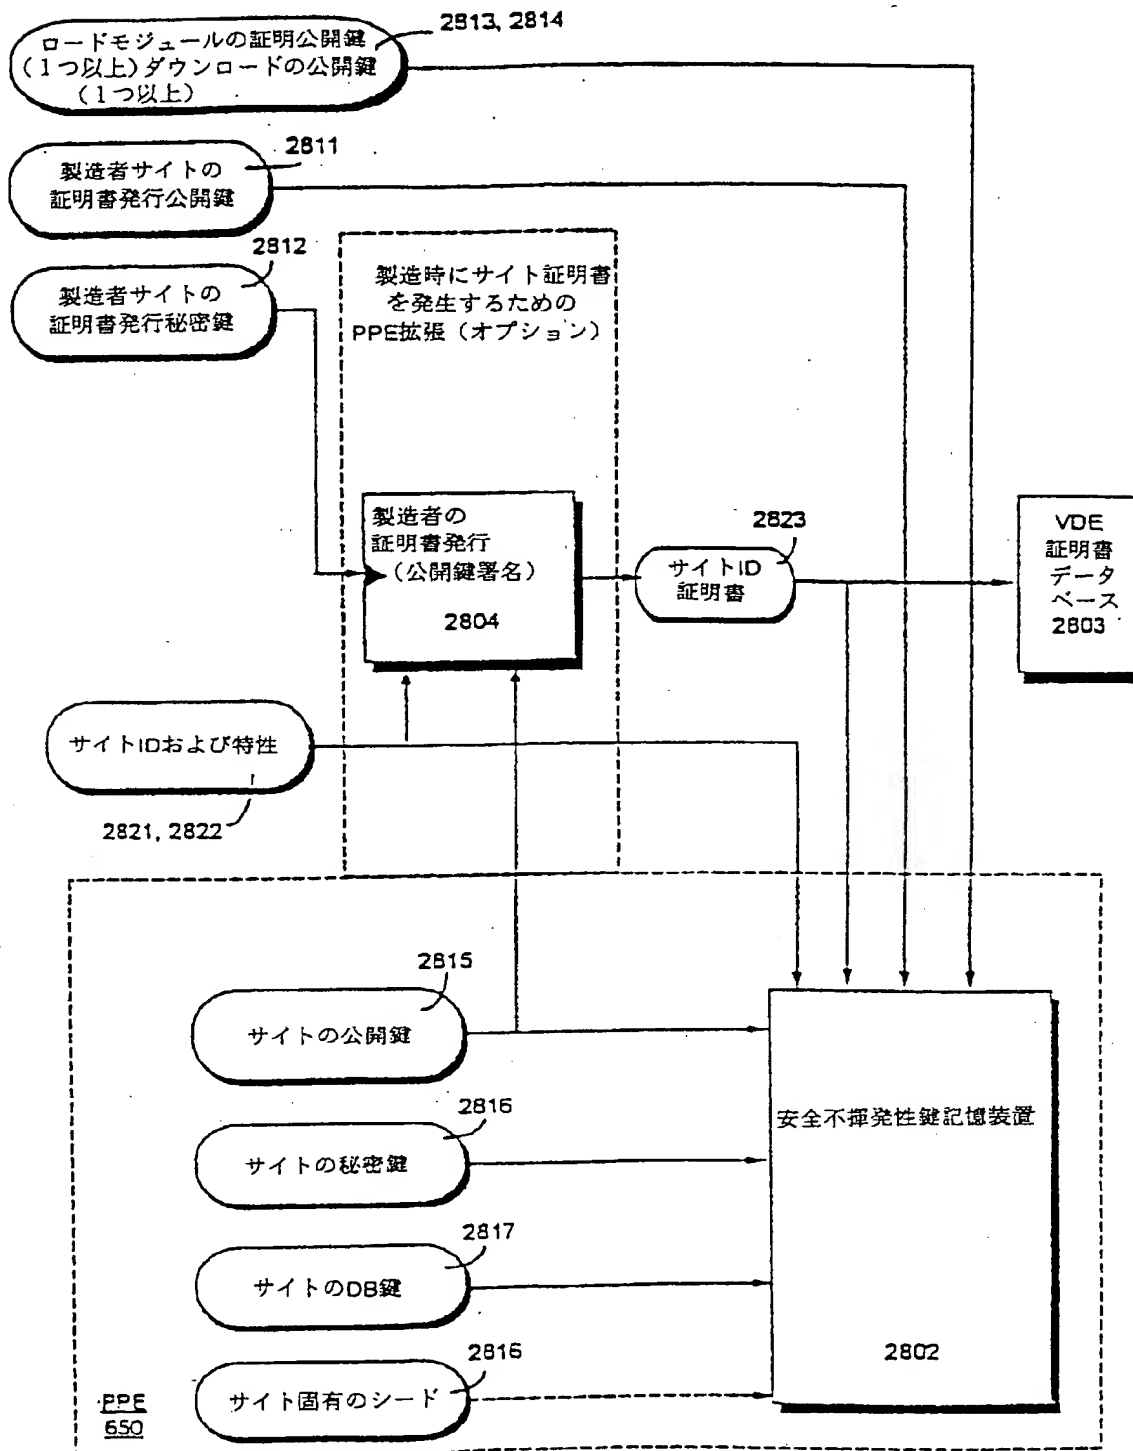 2813, 2814
ロードモジュールの証明公開鍵
(1つ以上)ダウンロードの公開鍵
(1つ以上)
2811
製造者サイトの
証明書発行公開鍵
2812
製造者サイトの
証明書発行秘密鍵
製造時にサイト証明書
を発生するための
PPE拡張(オプション)
製造者の
証明書発行
(公開鍵署名)
2804
2823
サイトID
証明書
VDE
証明書
データ
ベース
2803
サイトIDおよび特性
2821, 2822
2815
サイトの公開鍵
2816
サイトの秘密鍵
2817
サイトのDB鍵
2816
サイト固有のシード
安全不揮発性鍵記憶装置
2802
PPE
650